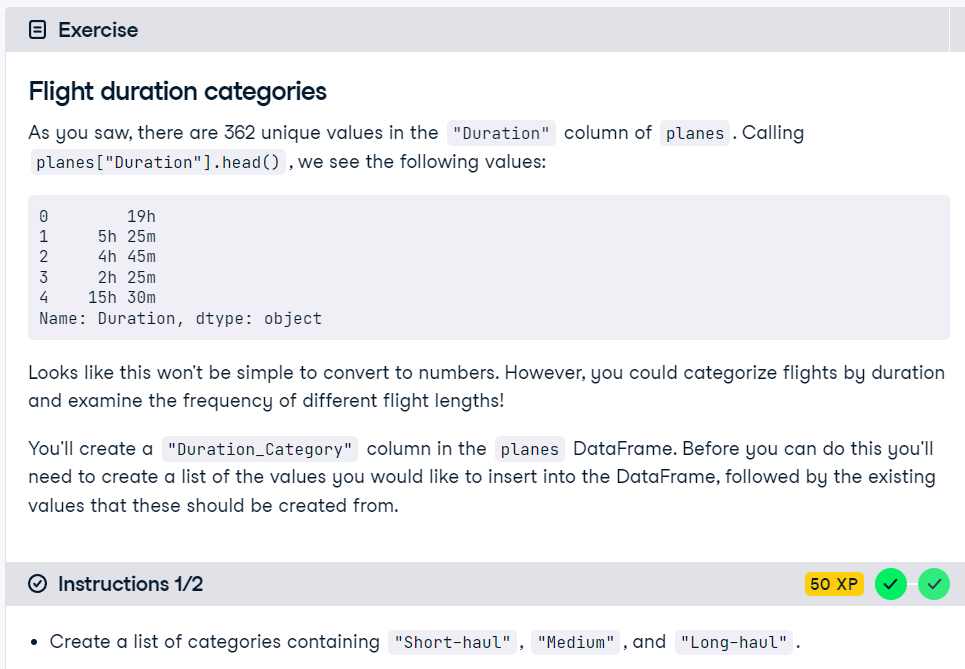 Exercise
Flight duration categories
As you saw, there are 362 unique values in the "Duration" column of planes. Calling
planes["Duration"].head(), we see the following values:
0        19h
1     5h 25m
2     4h 45m
3     2h 25m
4    15h 30m
Name: Duration, dtype: object
Looks like this won't be simple to convert to numbers. However, you could categorize flights by duration
and examine the frequency of different flight lengths!
You'll create a "Duration_Category" column in the planes DataFrame. Before you can do this you'll
need to create a list of the values you would like to insert into the DataFrame, followed by the existing
values that these should be created from.
Instructions 1/2 50 XP
• Create a list of categories containing "Short-haul", "Medium", and "Long-haul".